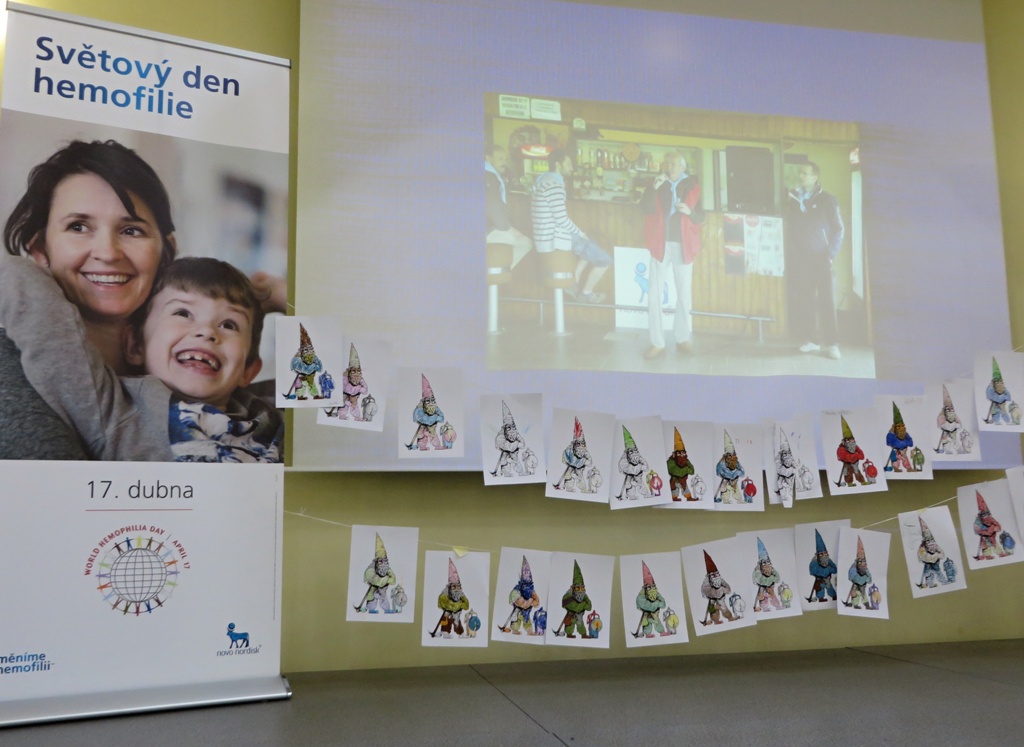 Světový den
hemofilie
17. dubna
WORLD HEMOPHILIA DAY / APRIL 17
novo nordisk
měníme
hemofilii